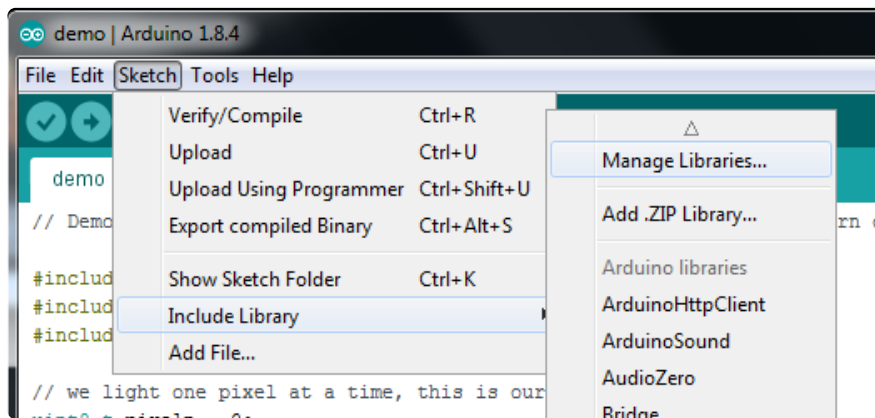 demo | Arduino 1.8.4
File Edit Sketch Tools Help
Verify/Compile Ctrl+R
Upload Ctrl+U
Upload Using Programmer Ctrl+Shift+U
Export compiled Binary Ctrl+Alt+S
Show Sketch Folder Ctrl+K
Include Library
Add File...
Manage Libraries...
Add .ZIP Library...
Arduino libraries
ArduinoHttpClient
ArduinoSound
AudioZero
Bridge
demo
// Demo
#includ
#includ
#includ
// we light one pixel at a time, this is our